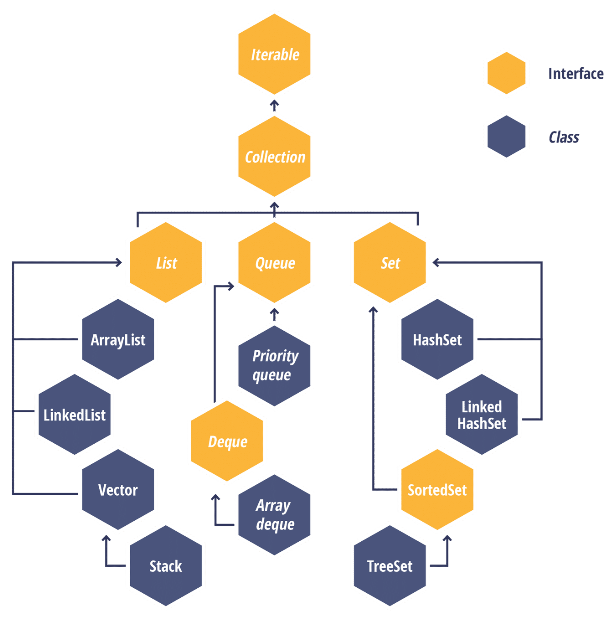 Iterable
Interface
Class
Collection
List
Queue
Set
ArrayList
HashSet
Priority
queue
LinkedList
Linked
HashSet
Deque
Vector
SortedSet
Array
deque
Stack
TreeSet